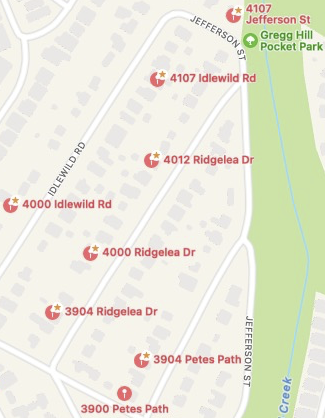 4107
Jefferson St
JEFFERSON ST
Gregg Hill
Pocket Park
4107 Idlewild Rd
4012 Ridgelea Dr
IDLEWILD RD
4000 Idlewild Rd
4000 Ridgelea Dr
3904 Ridgelea Dr
JEFFERSON ST
3904 Petes Path
Creek
3900 Petes Path